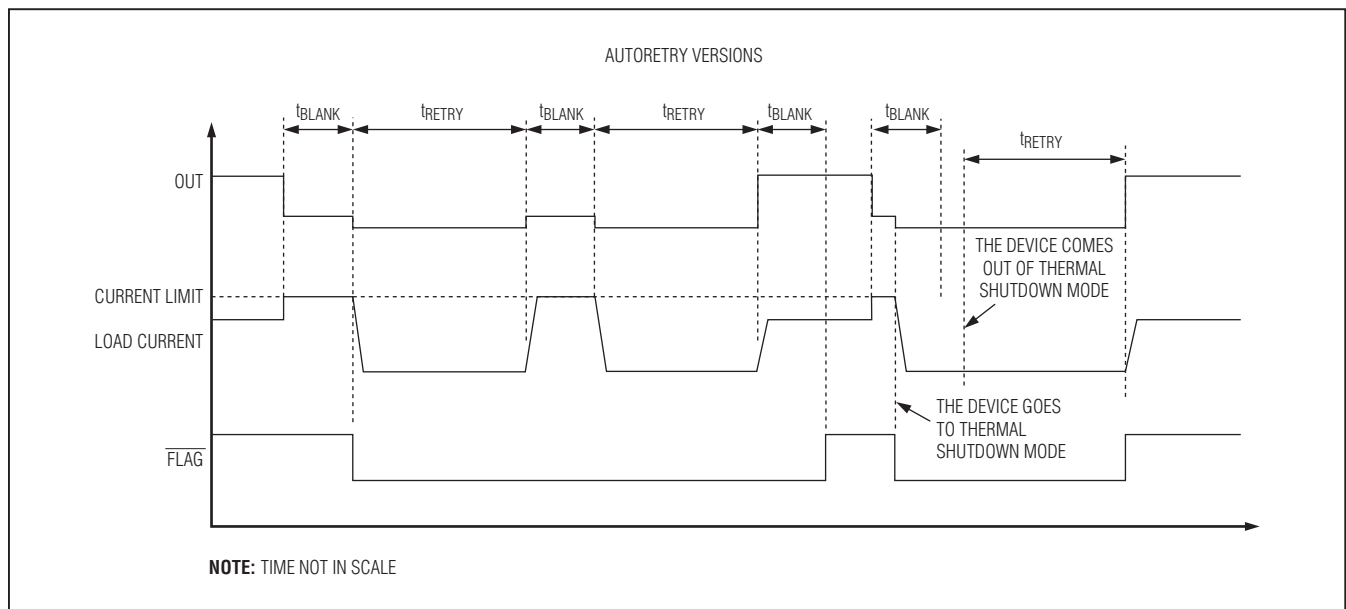 AUTORETRY VERSIONS
tBLANK tRETRY tBLANK tRETRY tBLANK tBLANK
tRETRY
OUT
THE DEVICE COMES
OUT OF THERMAL
SHUTDOWN MODE
CURRENT LIMIT
LOAD CURRENT
THE DEVICE GOES
TO THERMAL
SHUTDOWN MODE
FLAG
NOTE: TIME NOT IN SCALE